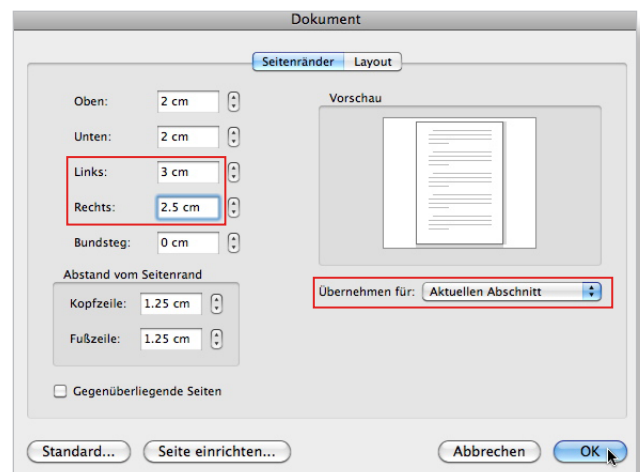 Dokument
Seitenränder Layout
Oben: 2 cm
Unten: 2 cm
Links: 3 cm
Rechts: 2.5 cm
Bundsteg: 0 cm
Abstand vom Seitenrand
Kopfzeile: 1.25 cm
Fußzeile: 1.25 cm
Gegenüberliegende Seiten
Vorschau
Übernehmen für: Aktuellen Abschnitt
Standard... Seite einrichten... Abbrechen OK